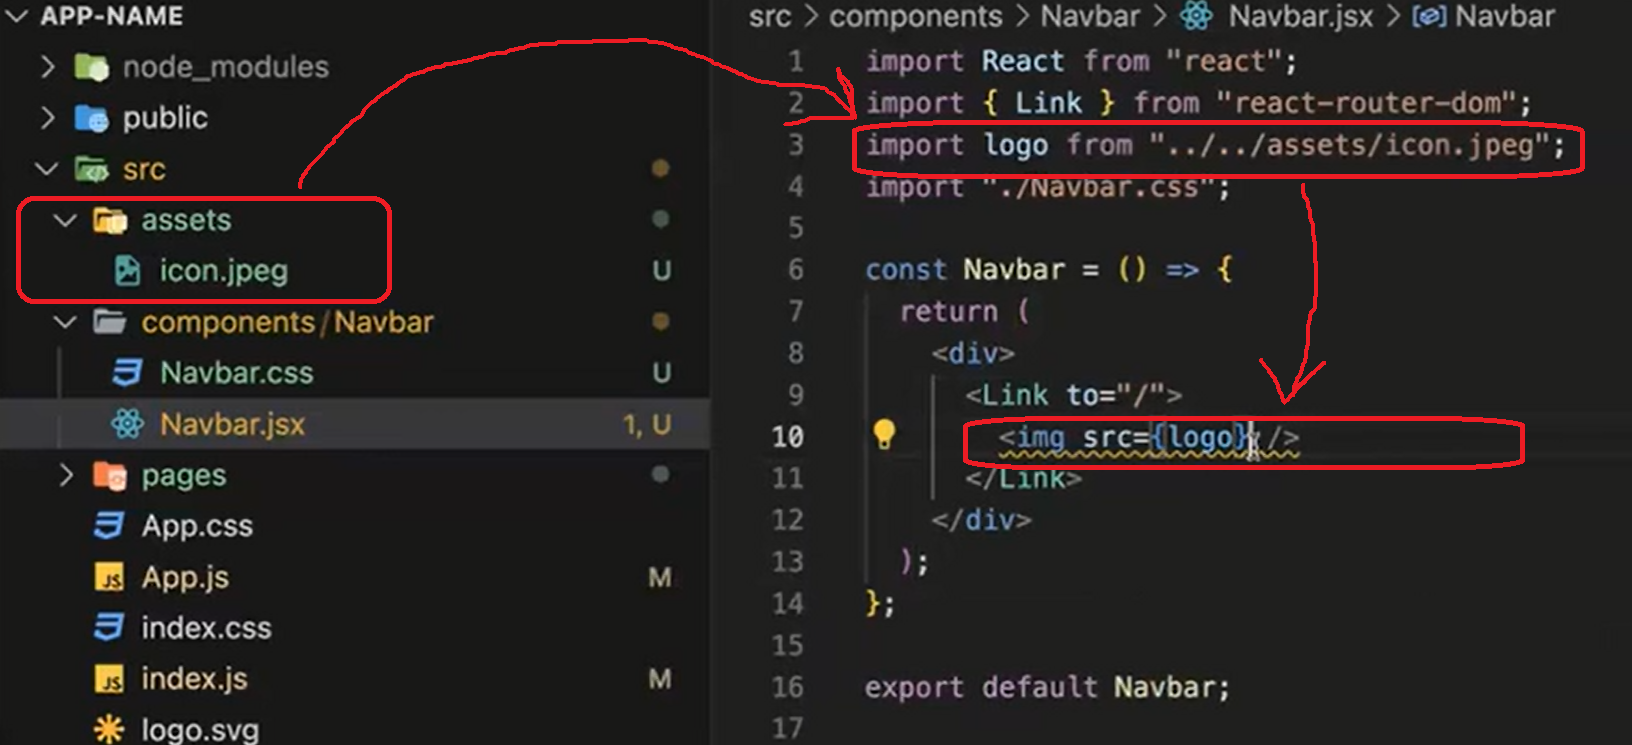 APP-NAME
node_modules
public
src
assets
icon.jpeg U
components/Navbar
Navbar.css U
Navbar.jsx 1, U
pages
App.css
App.js M
index.css
index.js M
logo.svg
src > components > Navbar > Navbar.jsx > Navbar
1 import React from "react";
2 import { Link } from "react-router-dom";
3 import logo from "../../assets/icon.jpeg";
4 import "./Navbar.css";
5
6 const Navbar = () => {
7 return (
8 <div>
9 <Link to="/">
10 <img src={logo} />
11 </Link>
12 </div>
13 );
14 };
15
16 export default Navbar;
17